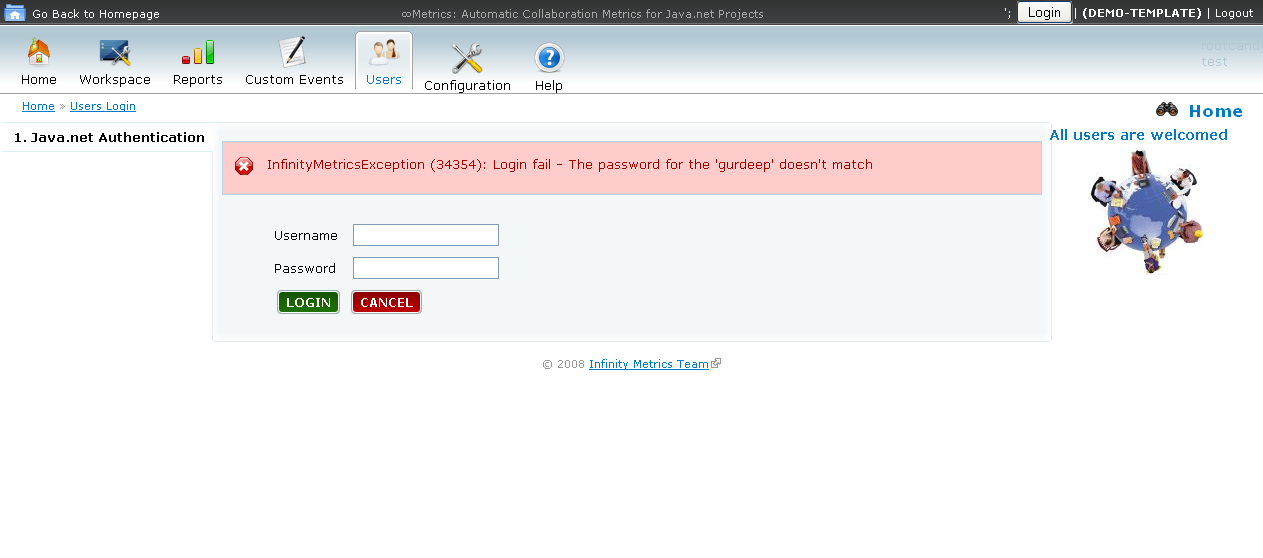 Go Back to Homepage ∞Metrics: Automatic Collaboration Metrics for Java.net Projects '; Login | (DEMO-TEMPLATE) | Logout
Home Workspace Reports Custom Events Users Configuration Help
test
Home » Users Login
Home
1. Java.net Authentication
All users are welcomed
InfinityMetricsException (34354): Login fail - The password for the 'gurdeep' doesn't match
Username
Password
LOGIN CANCEL
© 2008 Infinity Metrics Team